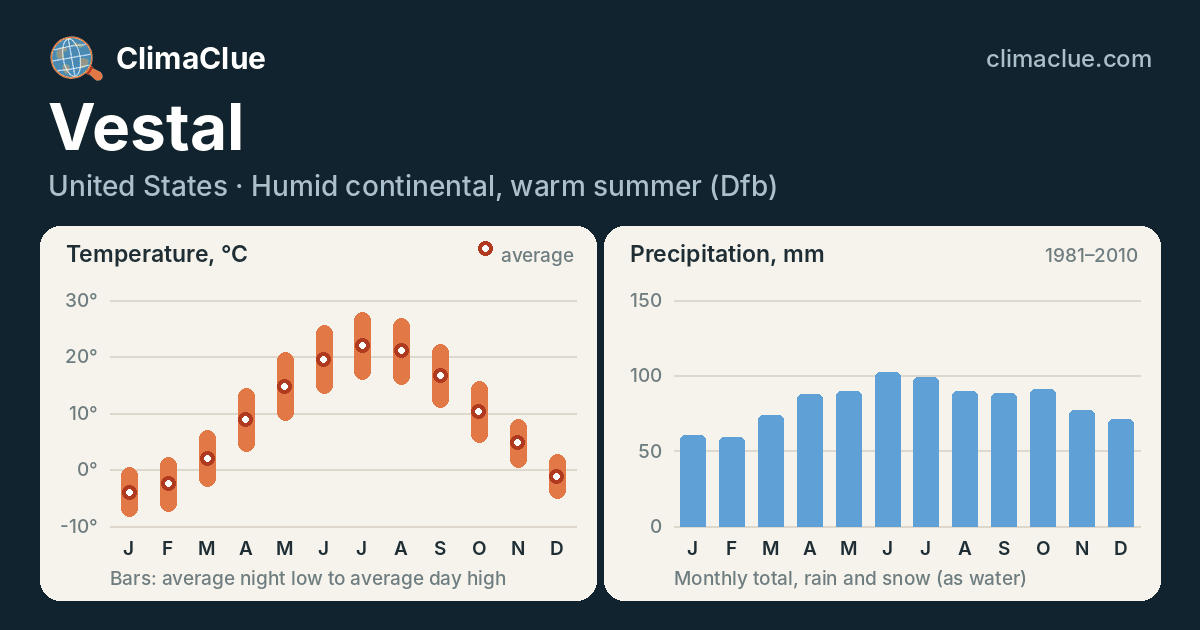 ClimaClue
climaclue.com
Vestal
United States · Humid continental, warm summer (Dfb)
Temperature, °C
average
30°
20°
10°
0°
-10°
J F M A M J J A S O N D
Bars: average night low to average day high
Precipitation, mm
1981–2010
150
100
50
0
J F M A M J J A S O N D
Monthly total, rain and snow (as water)